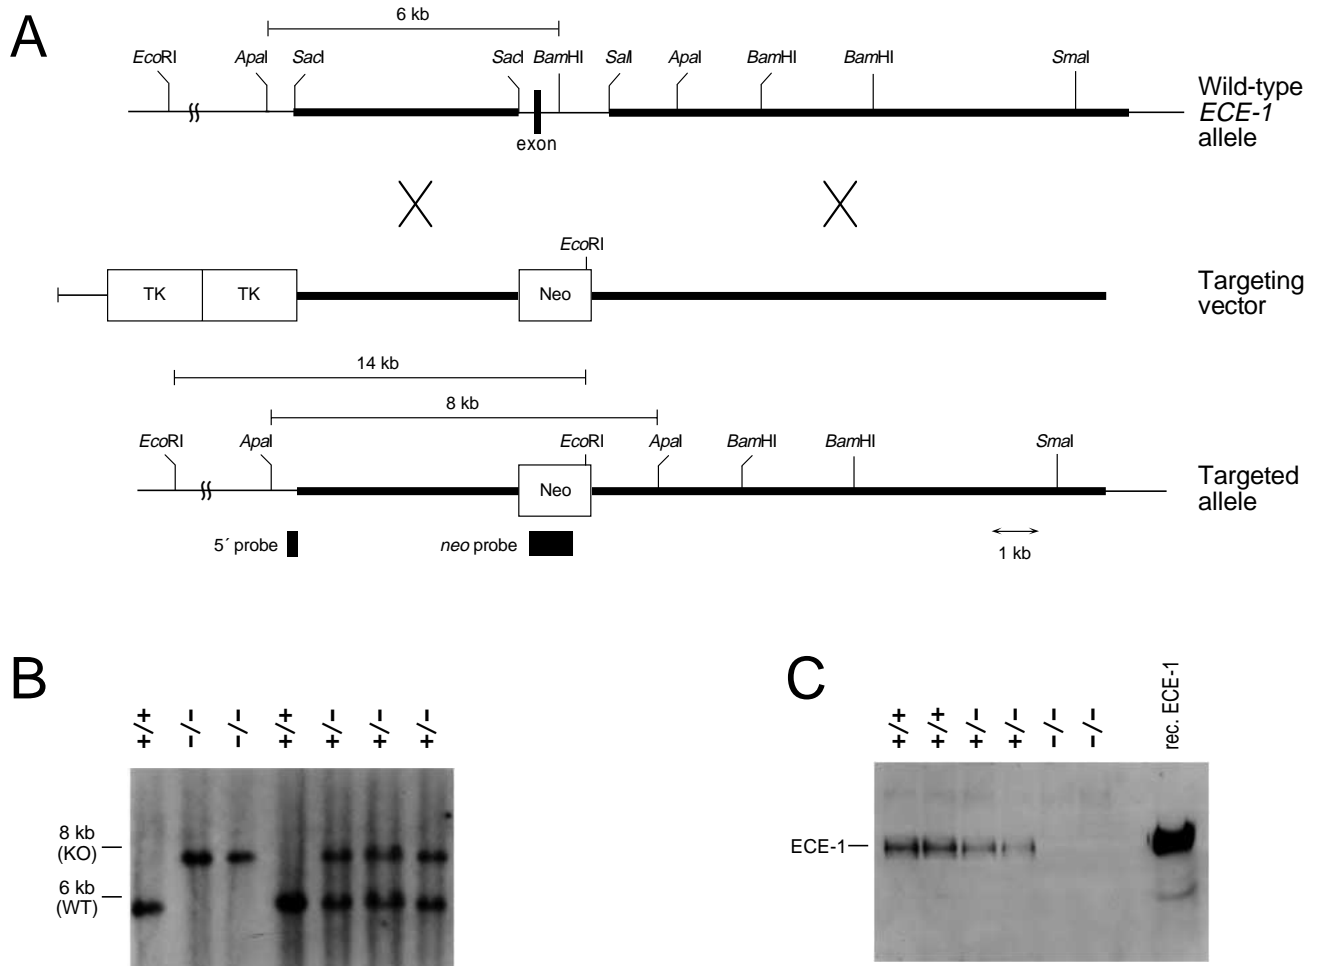 A
6 kb
EcoRI ApaI SacI SacI BamHI SalI ApaI BamHI BamHI SmaI
exon
Wild-type
ECE-1
allele
EcoRI
TK TK Neo
Targeting
vector
14 kb
8 kb
EcoRI ApaI EcoRI ApaI BamHI BamHI SmaI
Neo
Targeted
allele
5´ probe neo probe
1 kb
B
+/+ –/– –/– +/+ +/– +/– +/–
8 kb
(KO)
6 kb
(WT)
C
+/+ +/+ +/– +/– –/– –/– rec. ECE-1
ECE-1